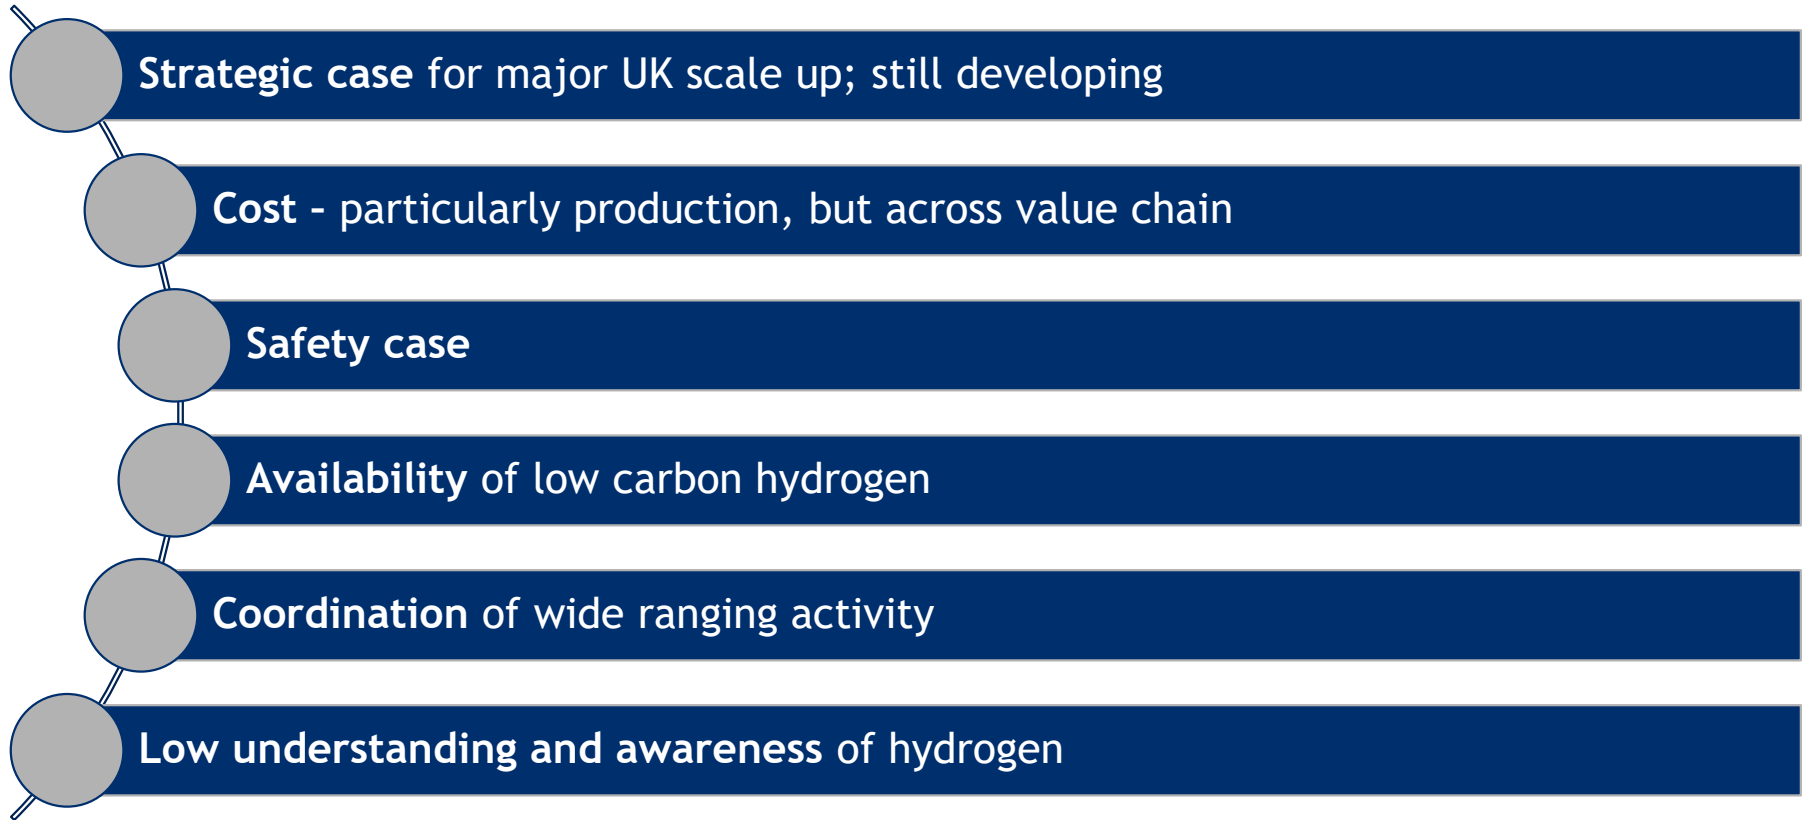 Strategic case for major UK scale up; still developing
Cost – particularly production, but across value chain
Safety case
Availability of low carbon hydrogen
Coordination of wide ranging activity
Low understanding and awareness of hydrogen